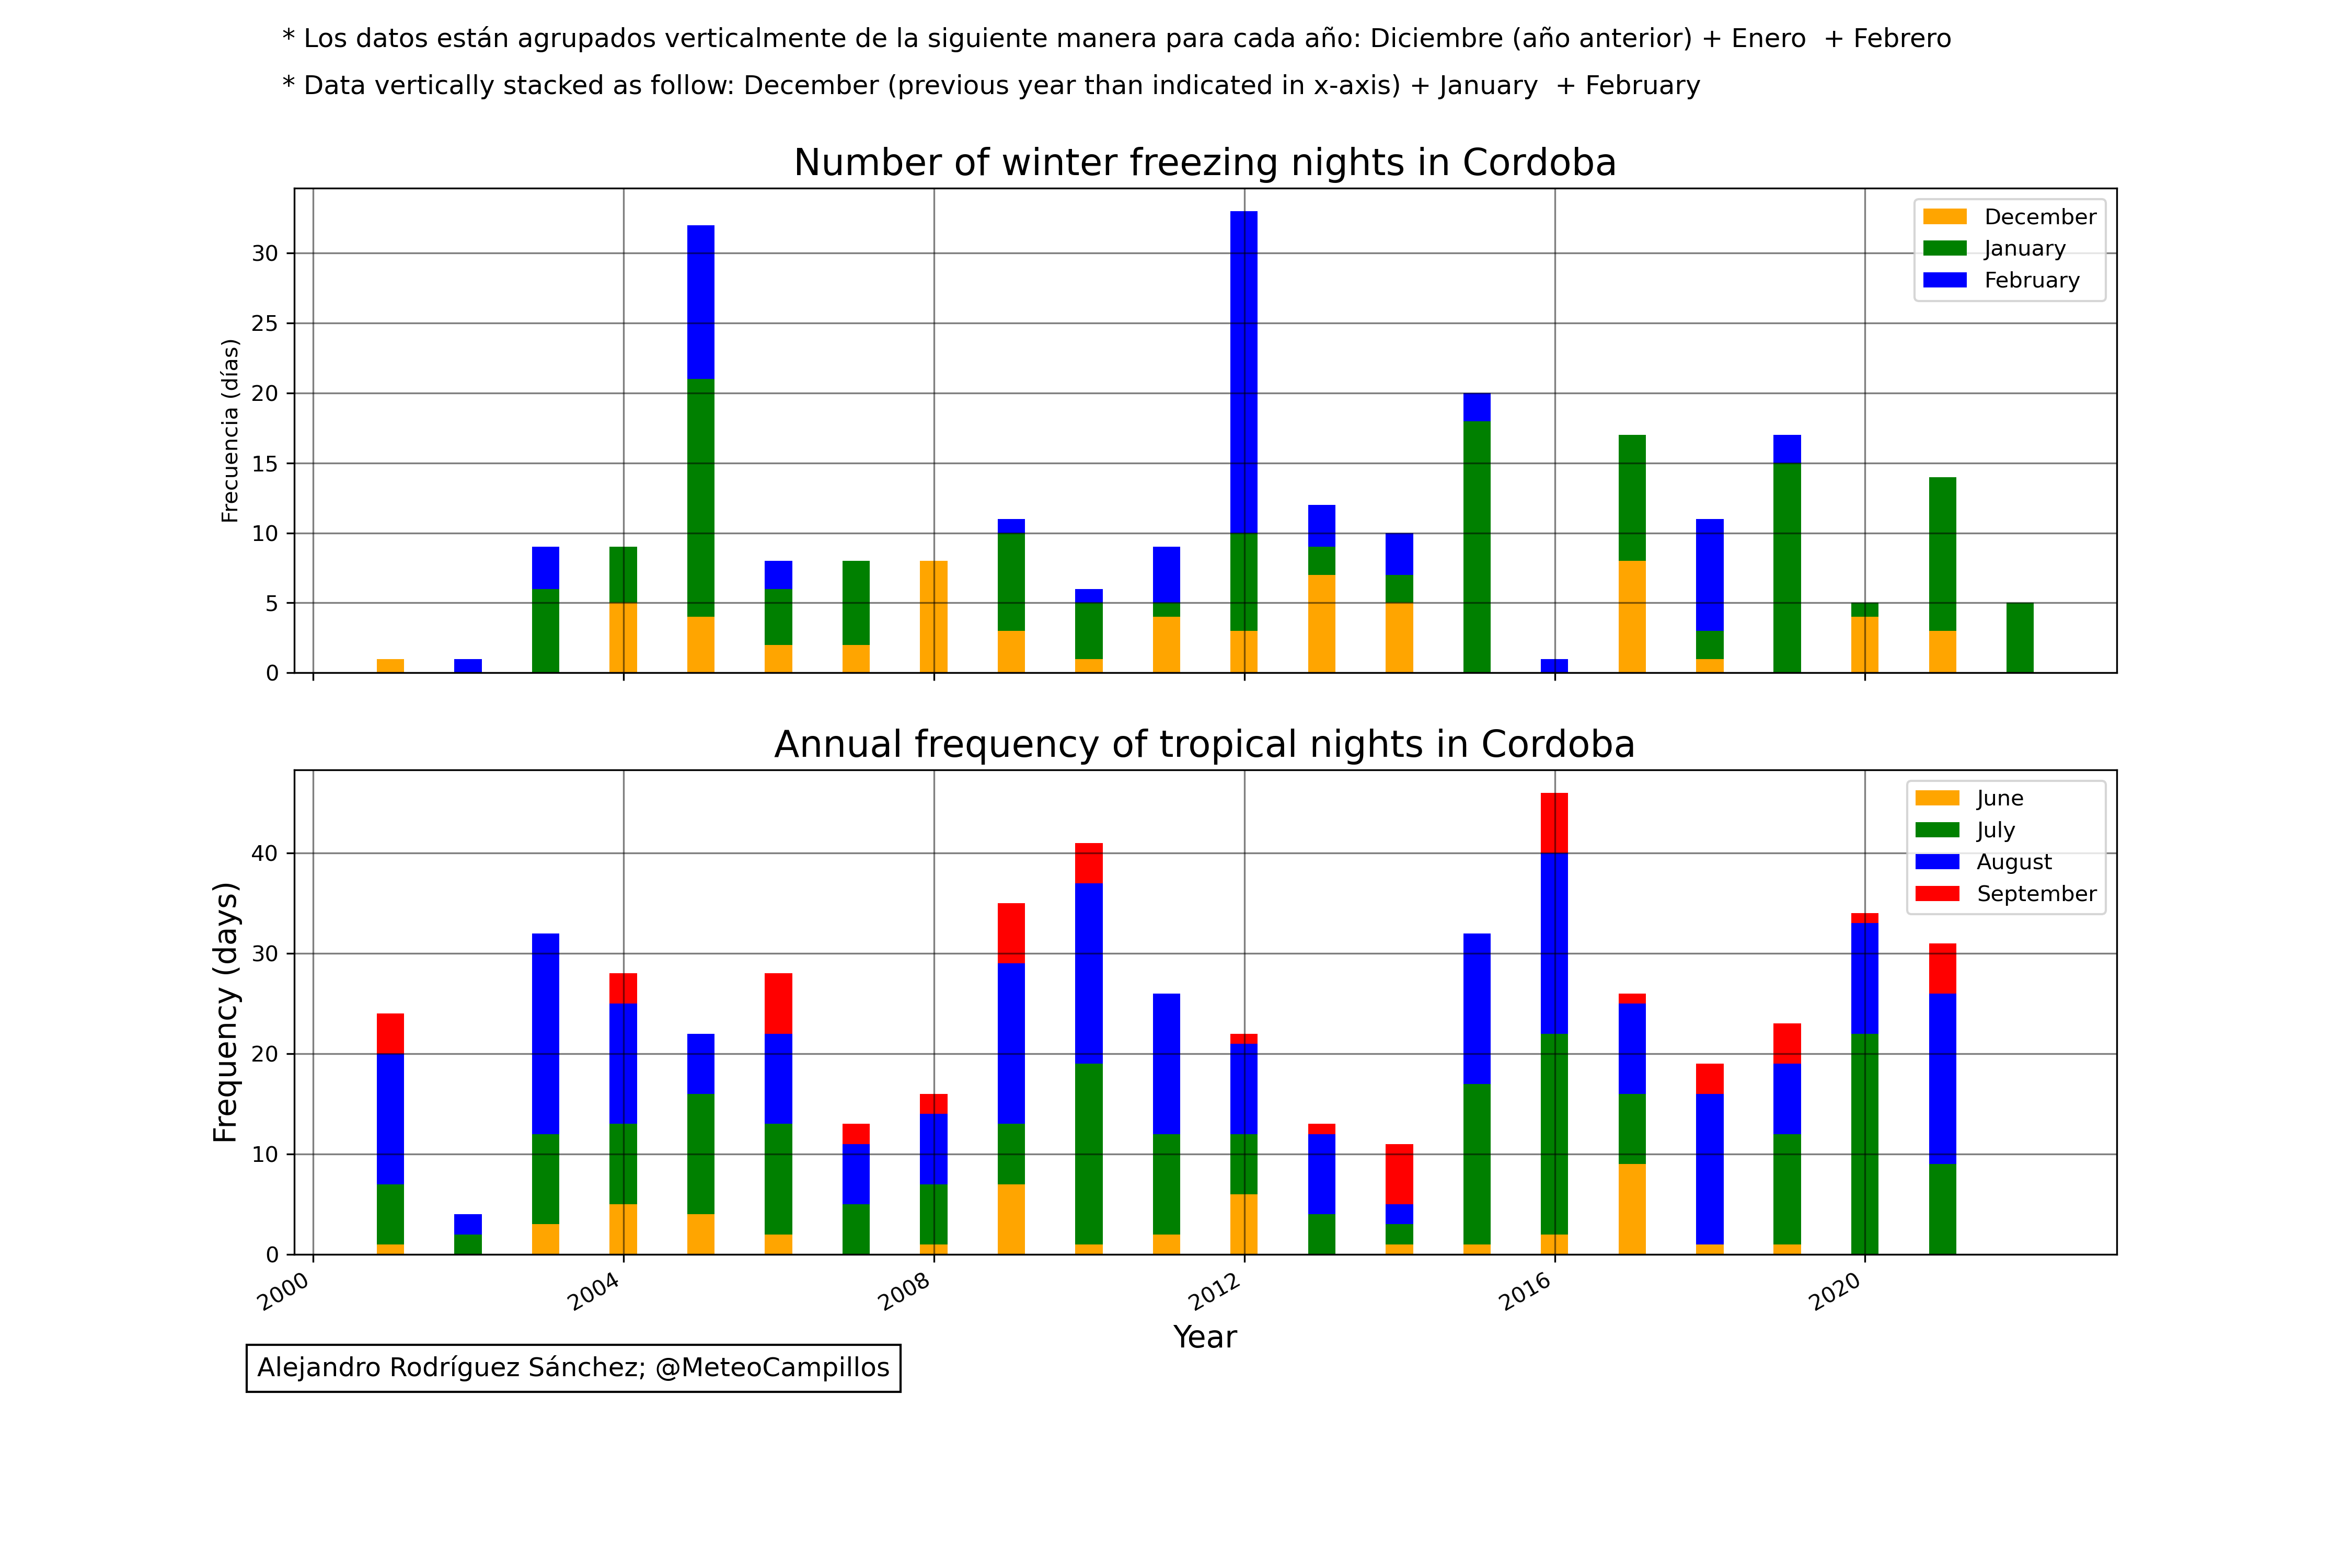 * Los datos están agrupados verticalmente de la siguiente manera para cada año: Diciembre (año anterior) + Enero  + Febrero
* Data vertically stacked as follow: December (previous year than indicated in x-axis) + January  + February
Number of winter freezing nights in Cordoba
December
January
February
Frecuencia (días)
30
25
20
15
10
5
0
Annual frequency of tropical nights in Cordoba
June
July
August
September
Frequency (days)
40
30
20
10
0
2000 2004 2008 2012 2016 2020
Year
Alejandro Rodríguez Sánchez; @MeteoCampillos